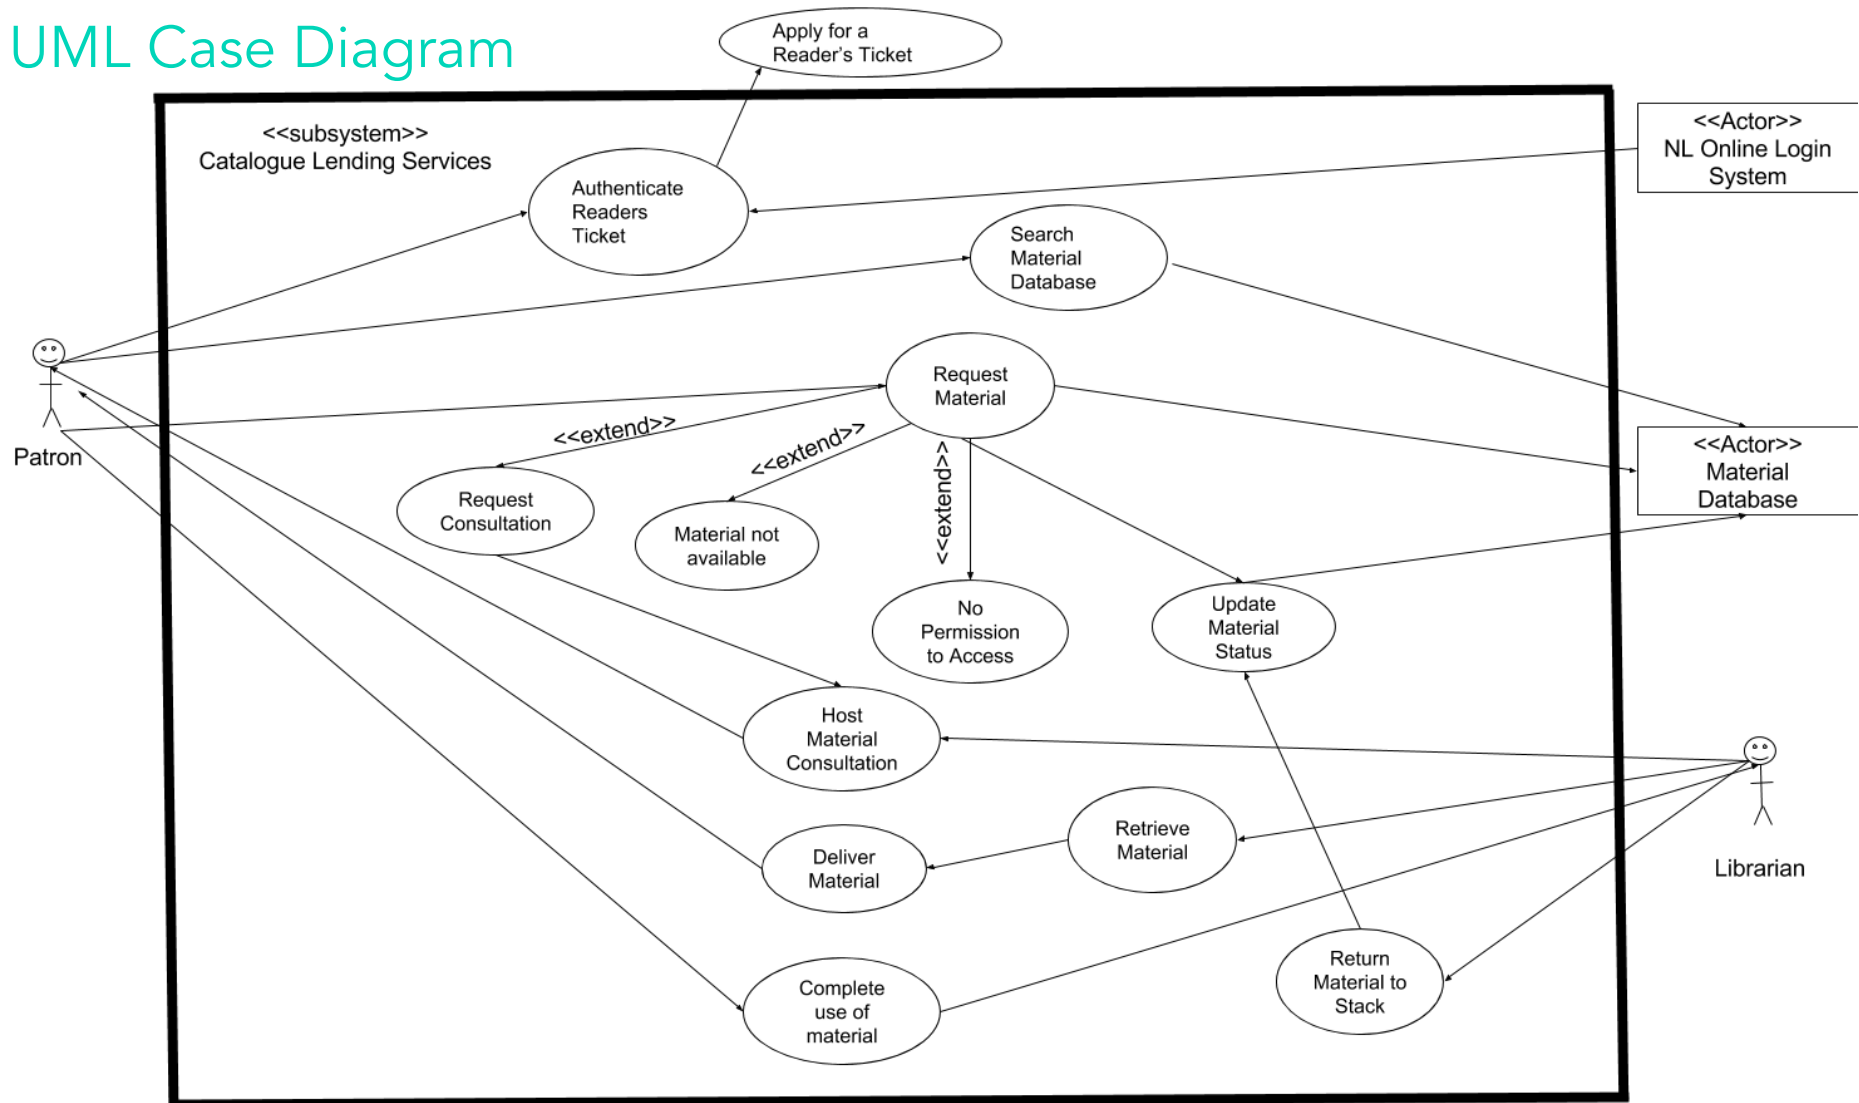 UML Case Diagram
Apply for a
Reader's Ticket
<<subsystem>>
Catalogue Lending Services
<<Actor>>
NL Online Login
System
Authenticate
Readers
Ticket
Search
Material
Database
Request
Material
Patron
<<extend>>
<<extend>>
<<extend>>
<<Actor>>
Material
Database
Request
Consultation
Material not
available
No
Permission
to Access
Update
Material
Status
Host
Material
Consultation
Retrieve
Material
Deliver
Material
Librarian
Return
Material to
Stack
Complete
use of
material